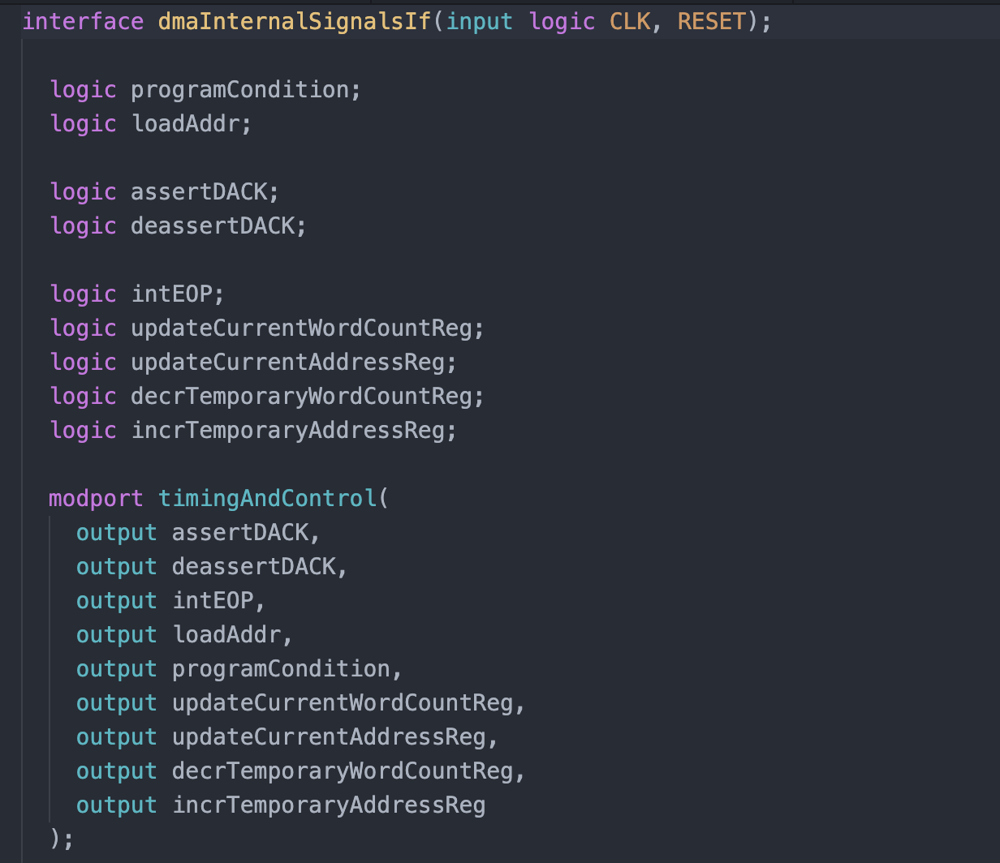 interface dmaInternalSignalsIf(input logic CLK, RESET);
logic programCondition;
logic loadAddr;
logic assertDACK;
logic deassertDACK;
logic intEOP;
logic updateCurrentWordCountReg;
logic updateCurrentAddressReg;
logic decrTemporaryWordCountReg;
logic incrTemporaryAddressReg;
modport timingAndControl(
output assertDACK,
output deassertDACK,
output intEOP,
output loadAddr,
output programCondition,
output updateCurrentWordCountReg,
output updateCurrentAddressReg,
output decrTemporaryWordCountReg,
output incrTemporaryAddressReg
);